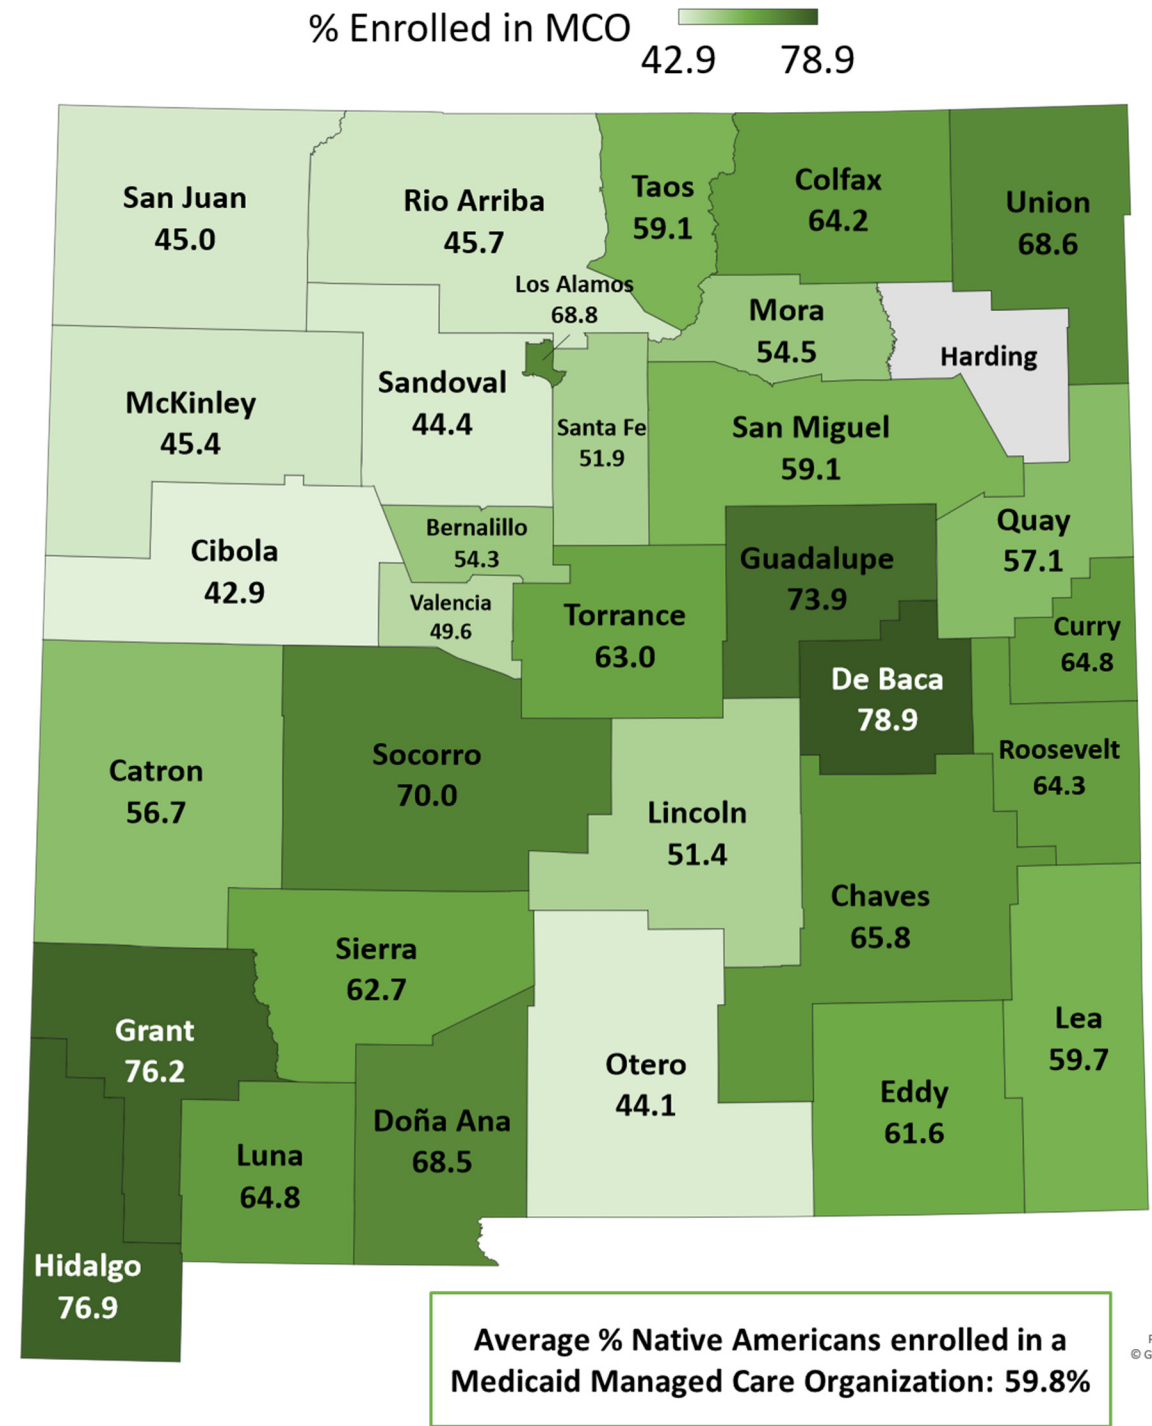 % Enrolled in MCO
42.9 78.9
San Juan
45.0
Rio Arriba
45.7
Taos
59.1
Colfax
64.2
Union
68.6
Los Alamos
68.8
Mora
54.5
Harding
McKinley
45.4
Sandoval
44.4
Santa Fe
51.9
San Miguel
59.1
Quay
57.1
Cibola
42.9
Bernalillo
54.3
Valencia
49.6
Torrance
63.0
Guadalupe
73.9
Curry
64.8
De Baca
78.9
Roosevelt
64.3
Catron
56.7
Socorro
70.0
Lincoln
51.4
Chaves
65.8
Sierra
62.7
Grant
76.2
Otero
44.1
Lea
59.7
Eddy
61.6
Doña Ana
68.5
Luna
64.8
Hidalgo
76.9
Average % Native Americans enrolled in a
Medicaid Managed Care Organization: 59.8%
© G